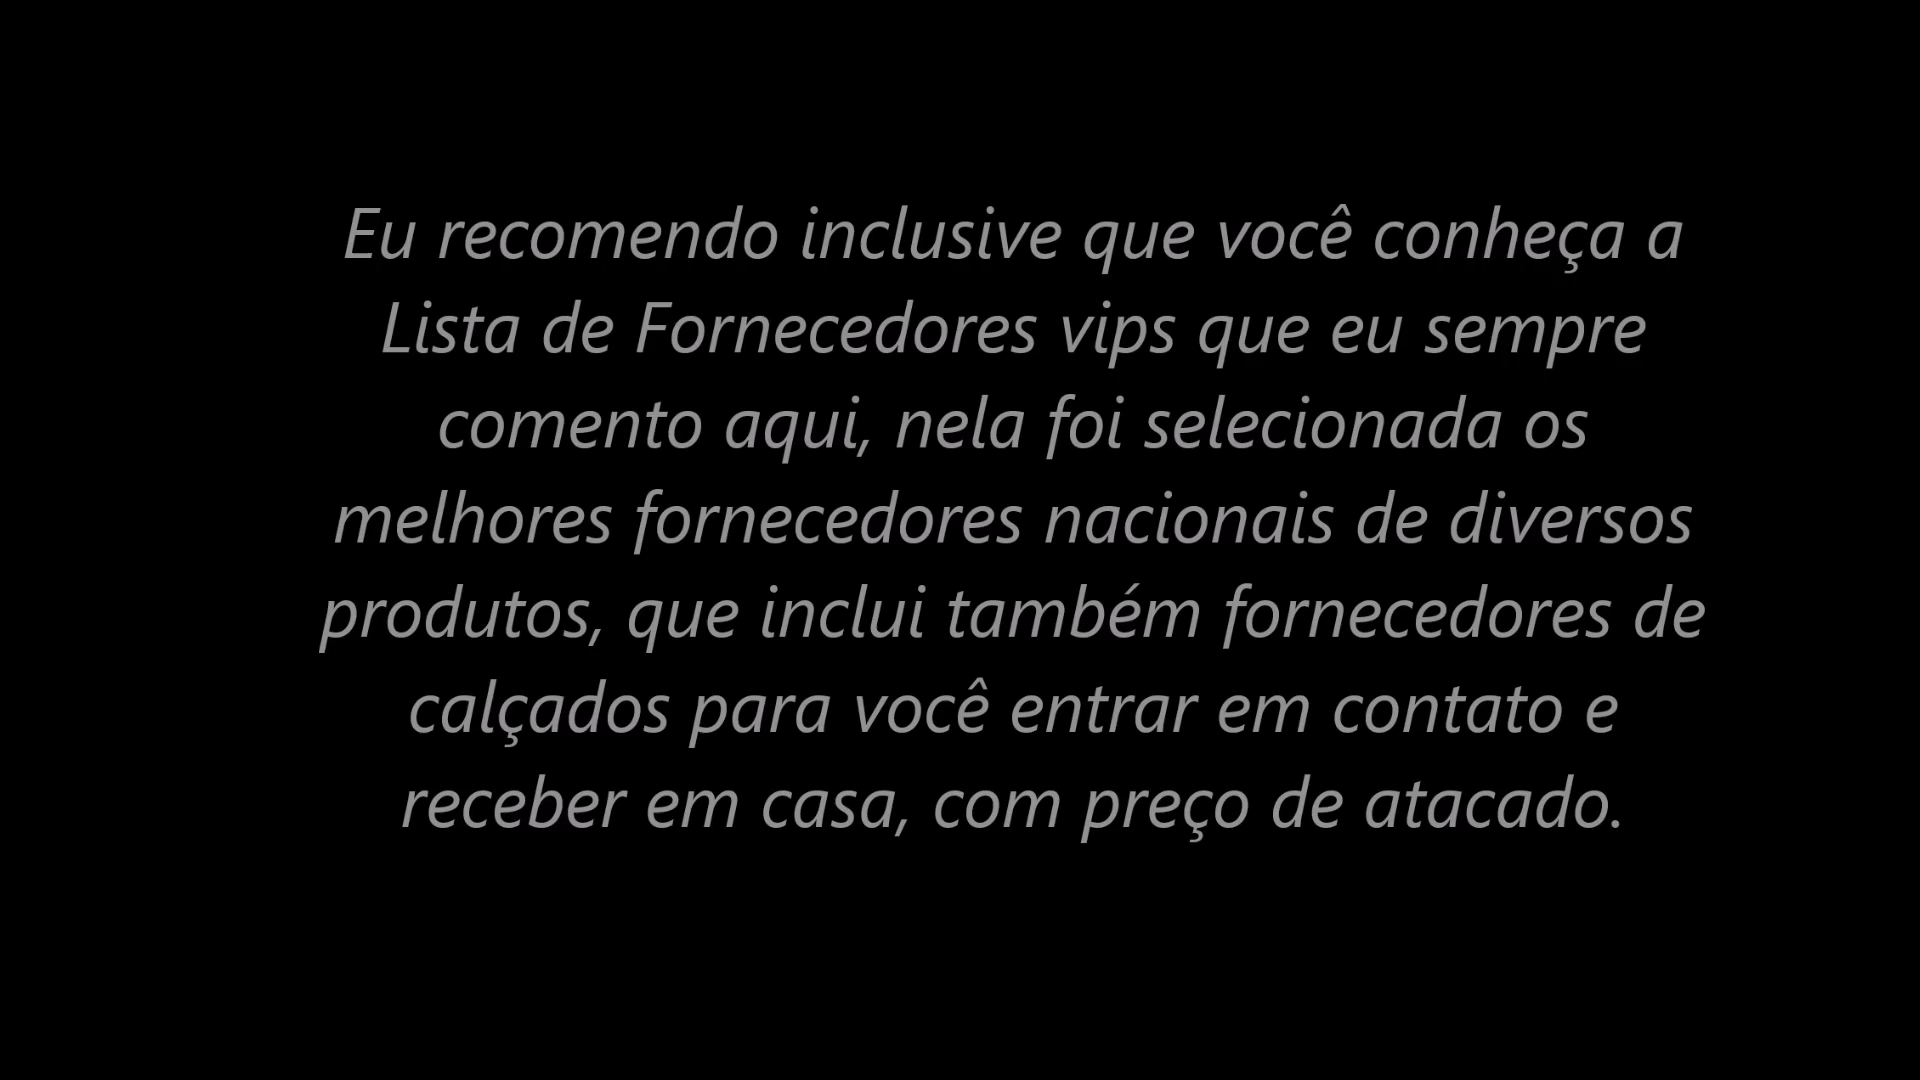 Eu recomendo inclusive que você conheça a
Lista de Fornecedores vips que eu sempre
comento aqui, nela foi selecionada os
melhores fornecedores nacionais de diversos
produtos, que inclui também fornecedores de
calçados para você entrar em contato e
receber em casa, com preço de atacado.